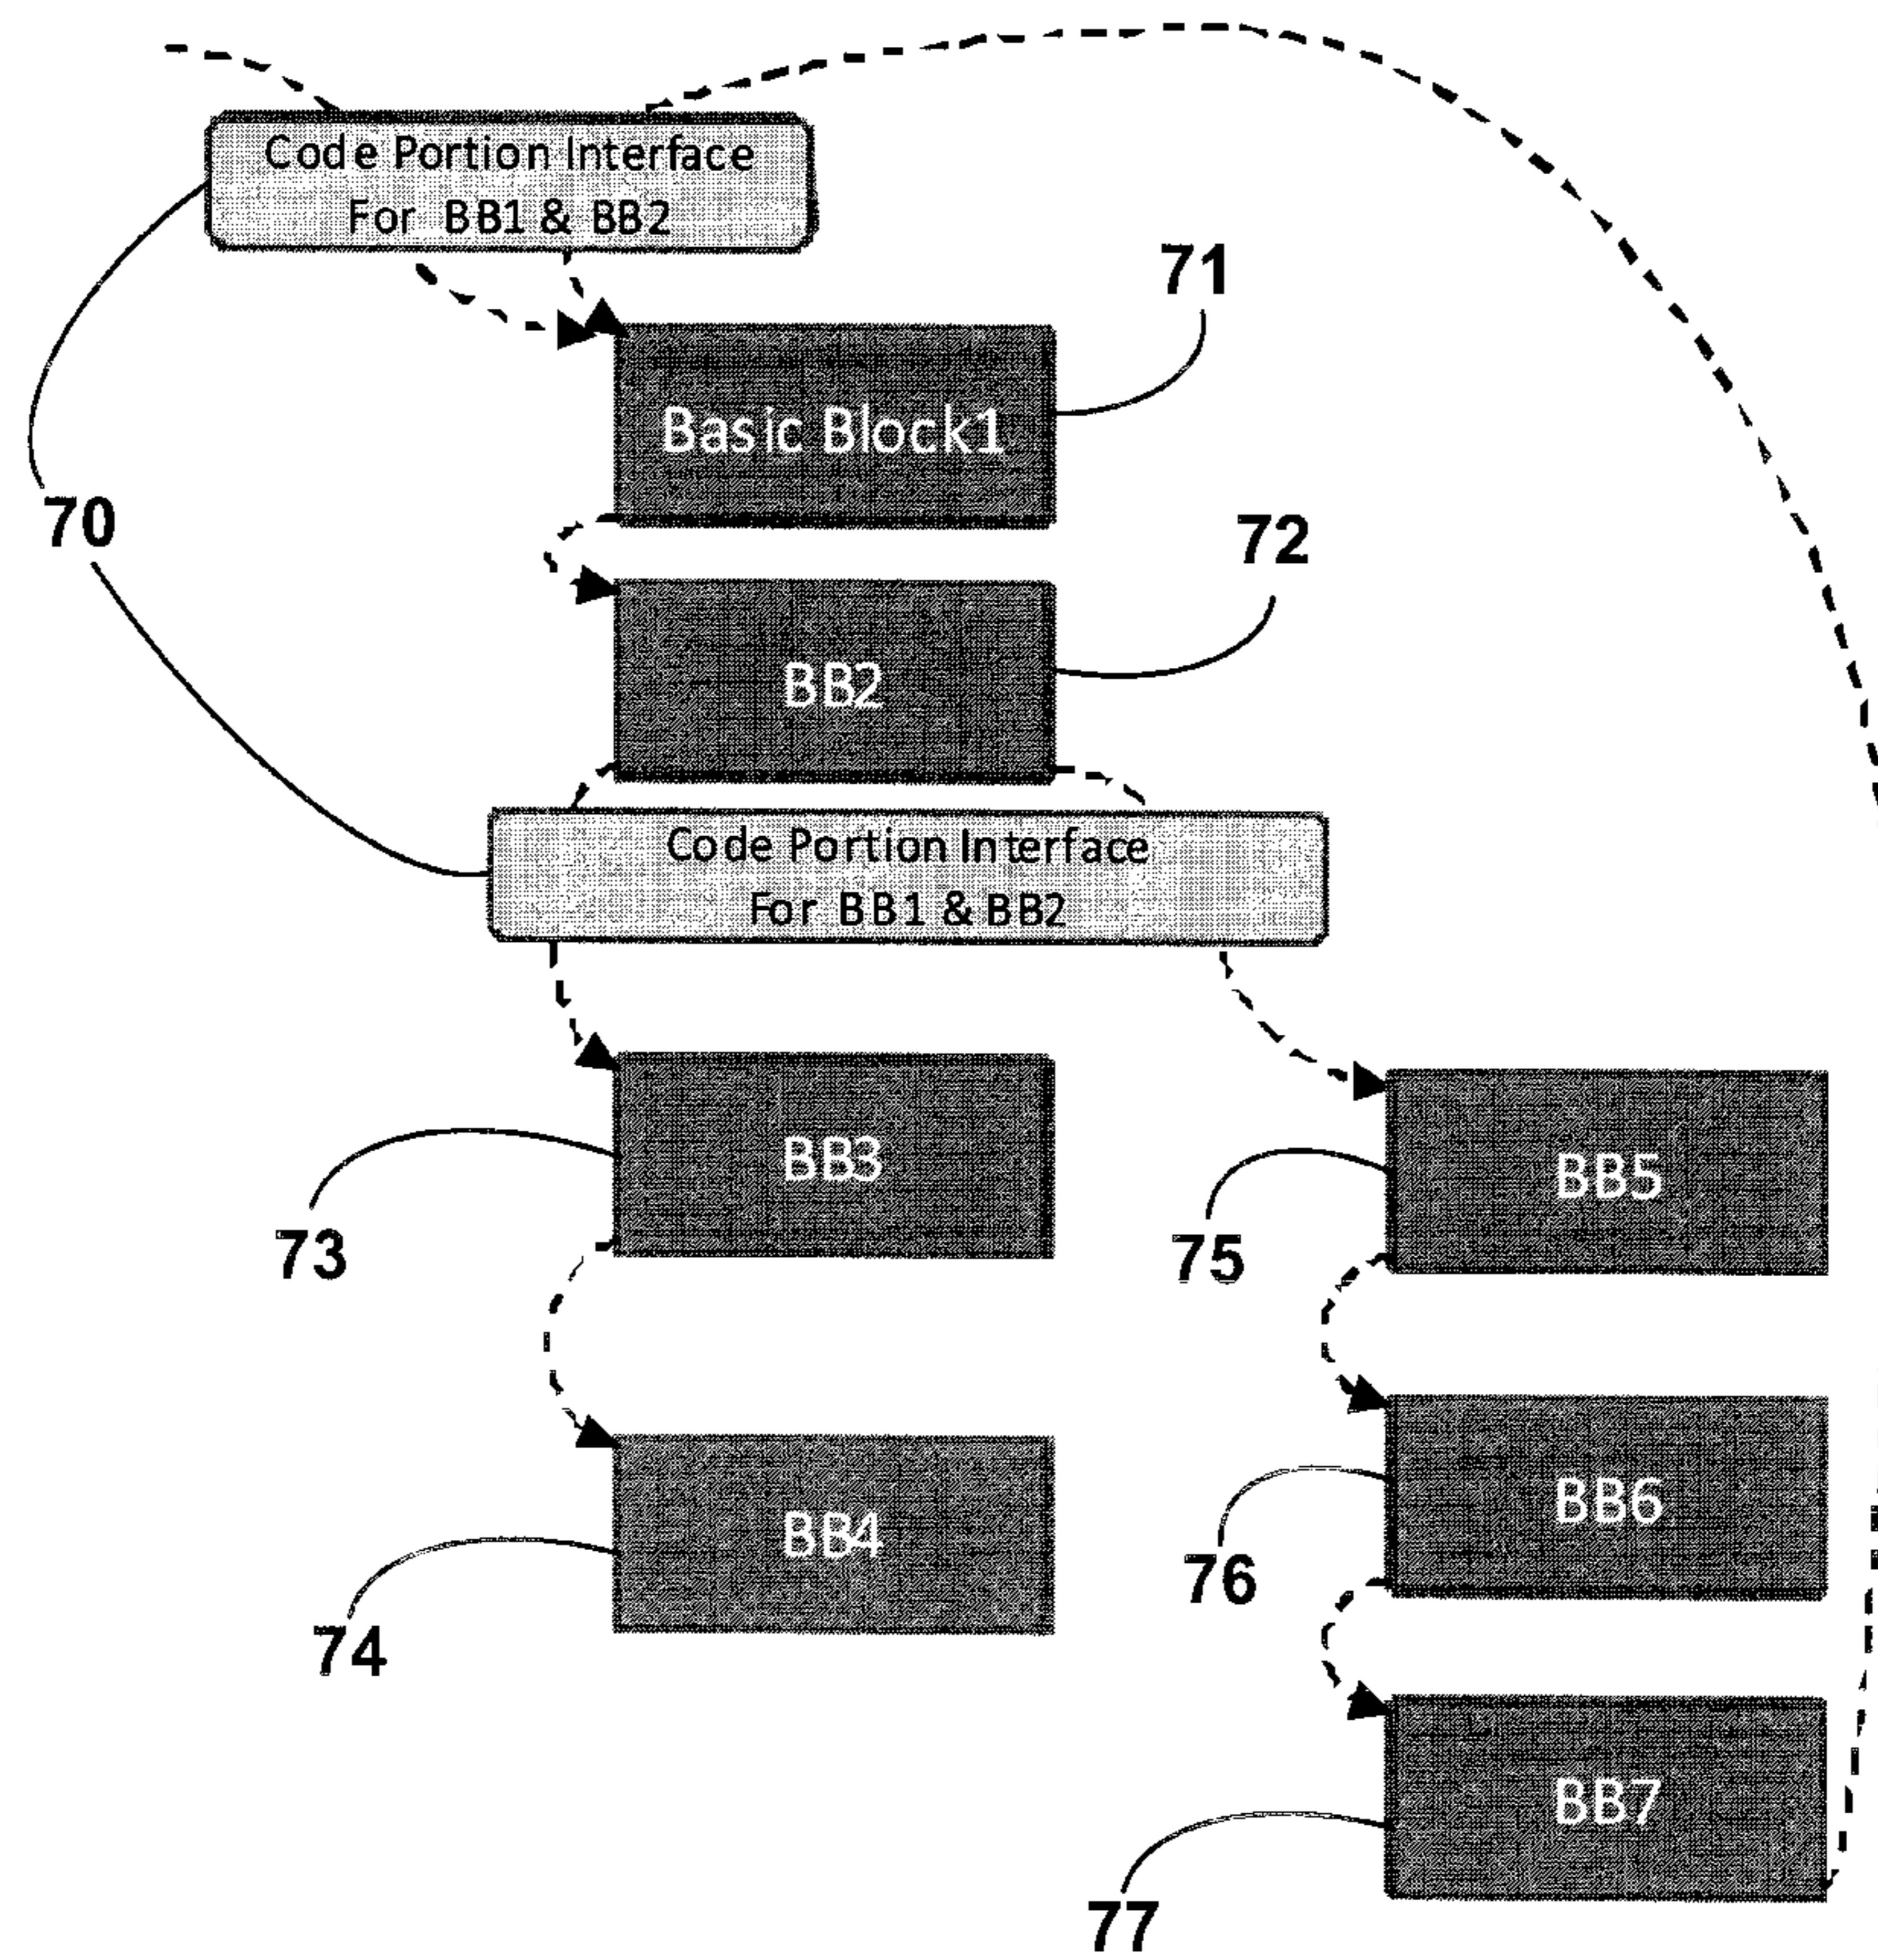 Code Portion Interface
For BB1 & BB2
71
Basic Block1
70
72
BB2
Code Portion Interface
For BB1 & BB2
BB3
BB5
73
75
BB4
BB6
74
76
BB7
77